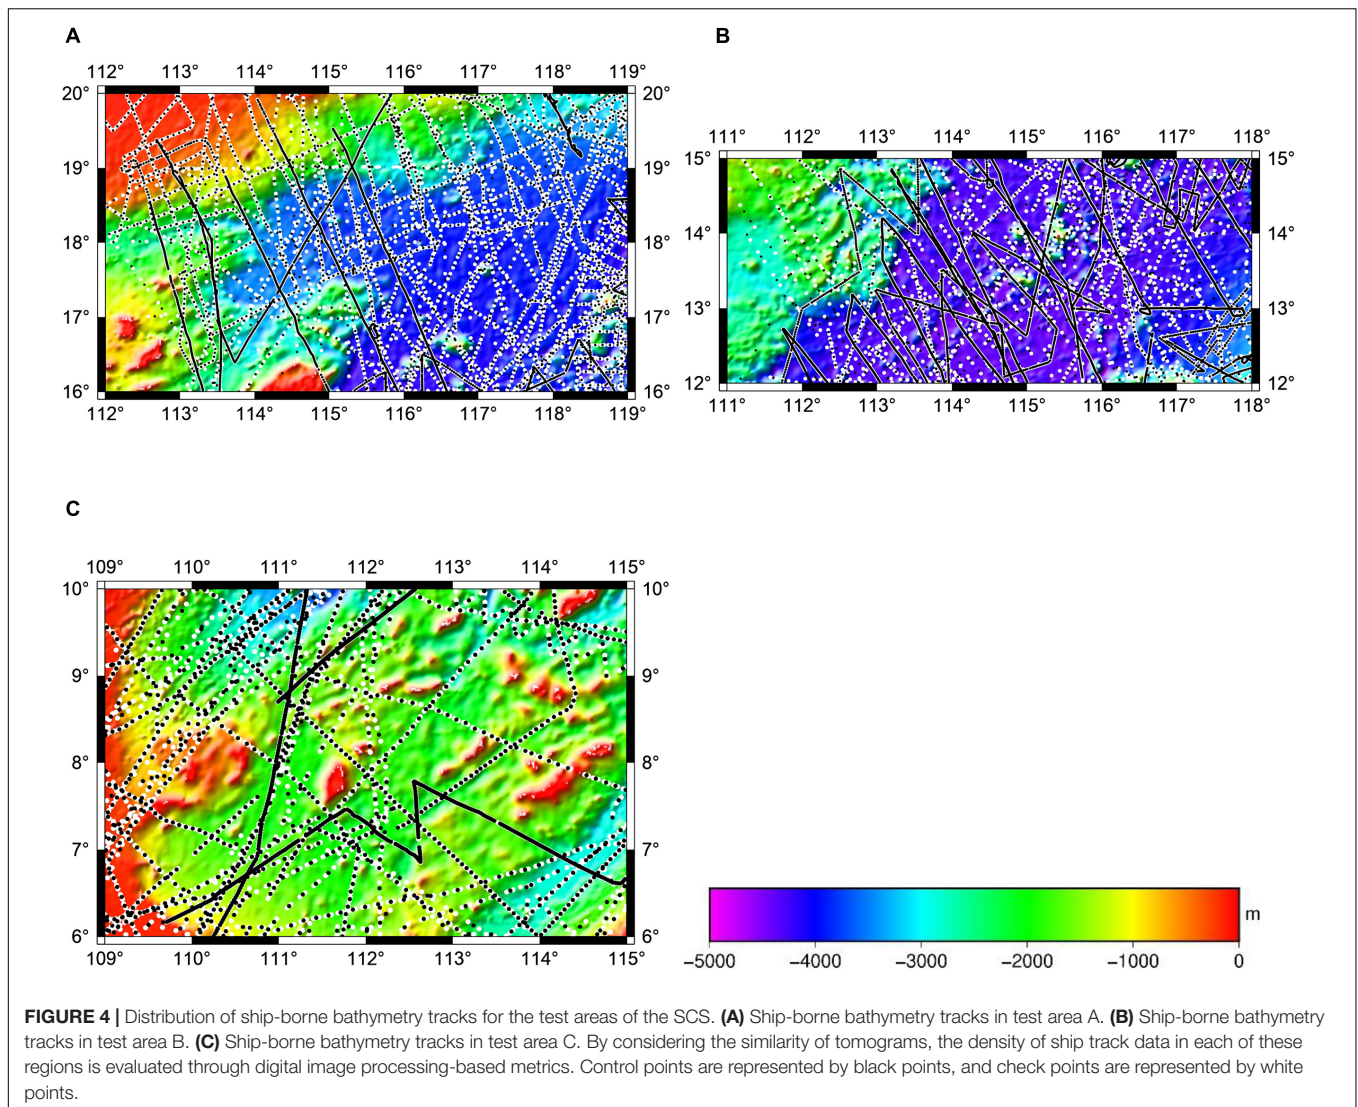 A
112° 113° 114° 115° 116° 117° 118° 119°
20° 20°
19° 19°
18° 18°
17° 17°
16° 16°
112° 113° 114° 115° 116° 117° 118° 119°
B
111° 112° 113° 114° 115° 116° 117° 118°
15° 15°
14° 14°
13° 13°
12° 12°
111° 112° 113° 114° 115° 116° 117° 118°
C
109° 110° 111° 112° 113° 114° 115°
10° 10°
9° 9°
8° 8°
7° 7°
6° 6°
109° 110° 111° 112° 113° 114° 115°
m
−5000 −4000 −3000 −2000 −1000 0
FIGURE 4 | Distribution of ship-borne bathymetry tracks for the test areas of the SCS. (A) Ship-borne bathymetry tracks in test area A. (B) Ship-borne bathymetry
tracks in test area B. (C) Ship-borne bathymetry tracks in test area C. By considering the similarity of tomograms, the density of ship track data in each of these
regions is evaluated through digital image processing-based metrics. Control points are represented by black points, and check points are represented by white
points.